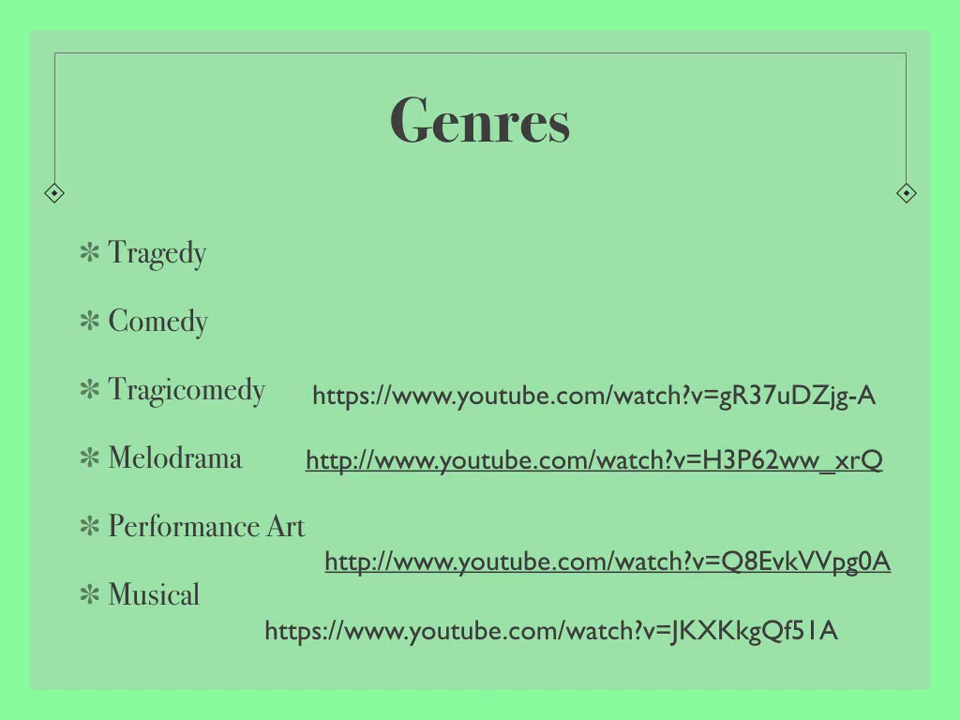 Genres
Tragedy
Comedy
Tragicomedy https://www.youtube.com/watch?v=gR37uDZjg-A
Melodrama http://www.youtube.com/watch?v=H3P62ww_xrQ
Performance Art
http://www.youtube.com/watch?v=Q8EvkVVpg0A
Musical
https://www.youtube.com/watch?v=JKXKkgQf51A